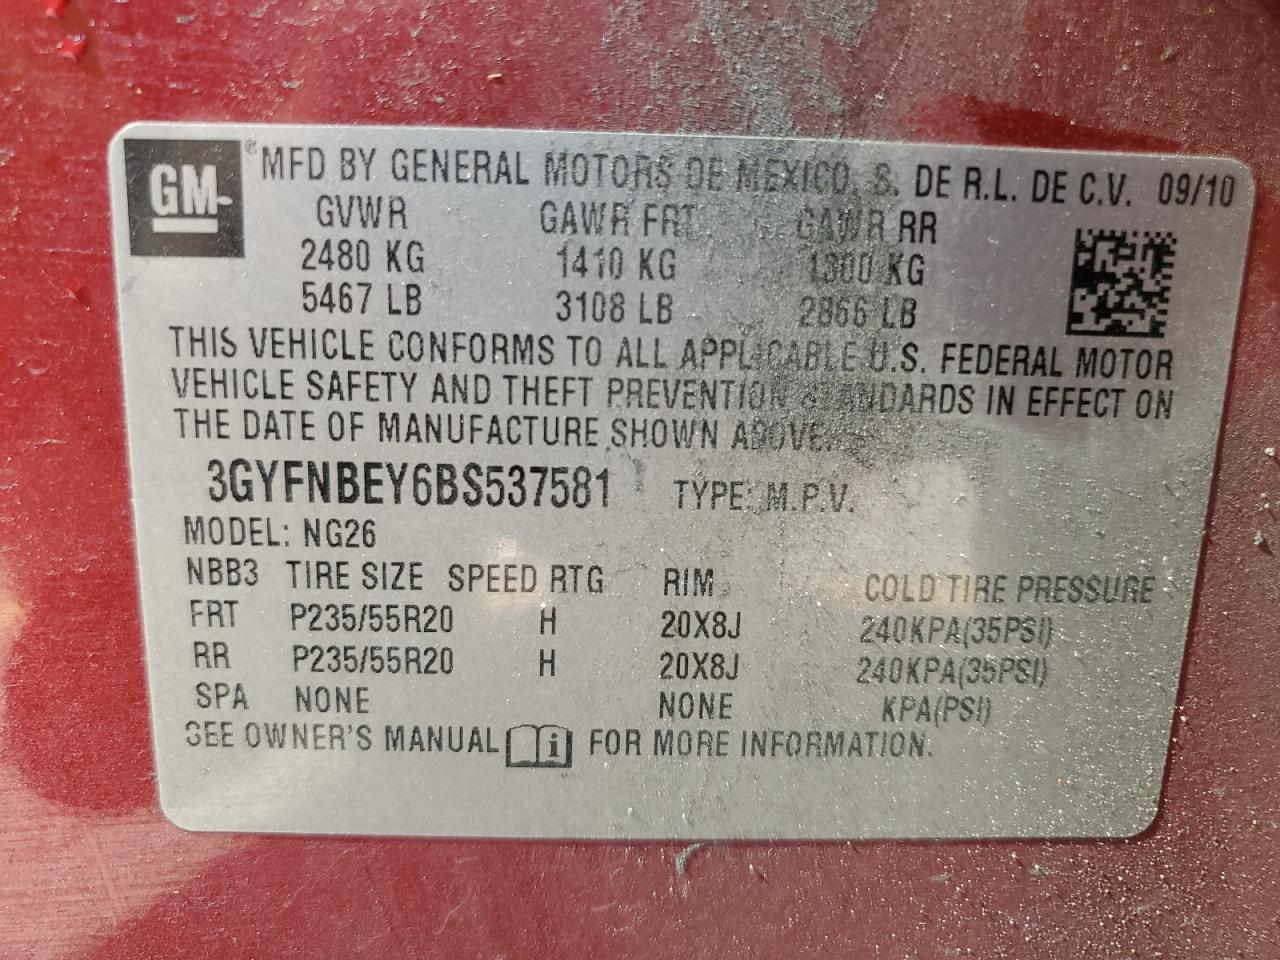 GM ® MFD BY GENERAL MOTORS DE MEXICO, S. DE R.L. DE C.V. 09/10
GVWR GAWR FRT GAWR RR
2480 KG 1410 KG 1300 KG
5467 LB 3108 LB 2866 LB
THIS VEHICLE CONFORMS TO ALL APPLICABLE U.S. FEDERAL MOTOR
VEHICLE SAFETY AND THEFT PREVENTION STANDARDS IN EFFECT ON
THE DATE OF MANUFACTURE SHOWN ABOVE.
3GYFNBEY6BS537581 TYPE: M.P.V.
MODEL: NG26
NBB3 TIRE SIZE SPEED RTG RIM COLD TIRE PRESSURE
FRT P235/55R20 H 20X8J 240KPA(35PSI)
RR P235/55R20 H 20X8J 240KPA(35PSI)
SPA NONE NONE KPA(PSI)
SEE OWNER'S MANUAL i FOR MORE INFORMATION.